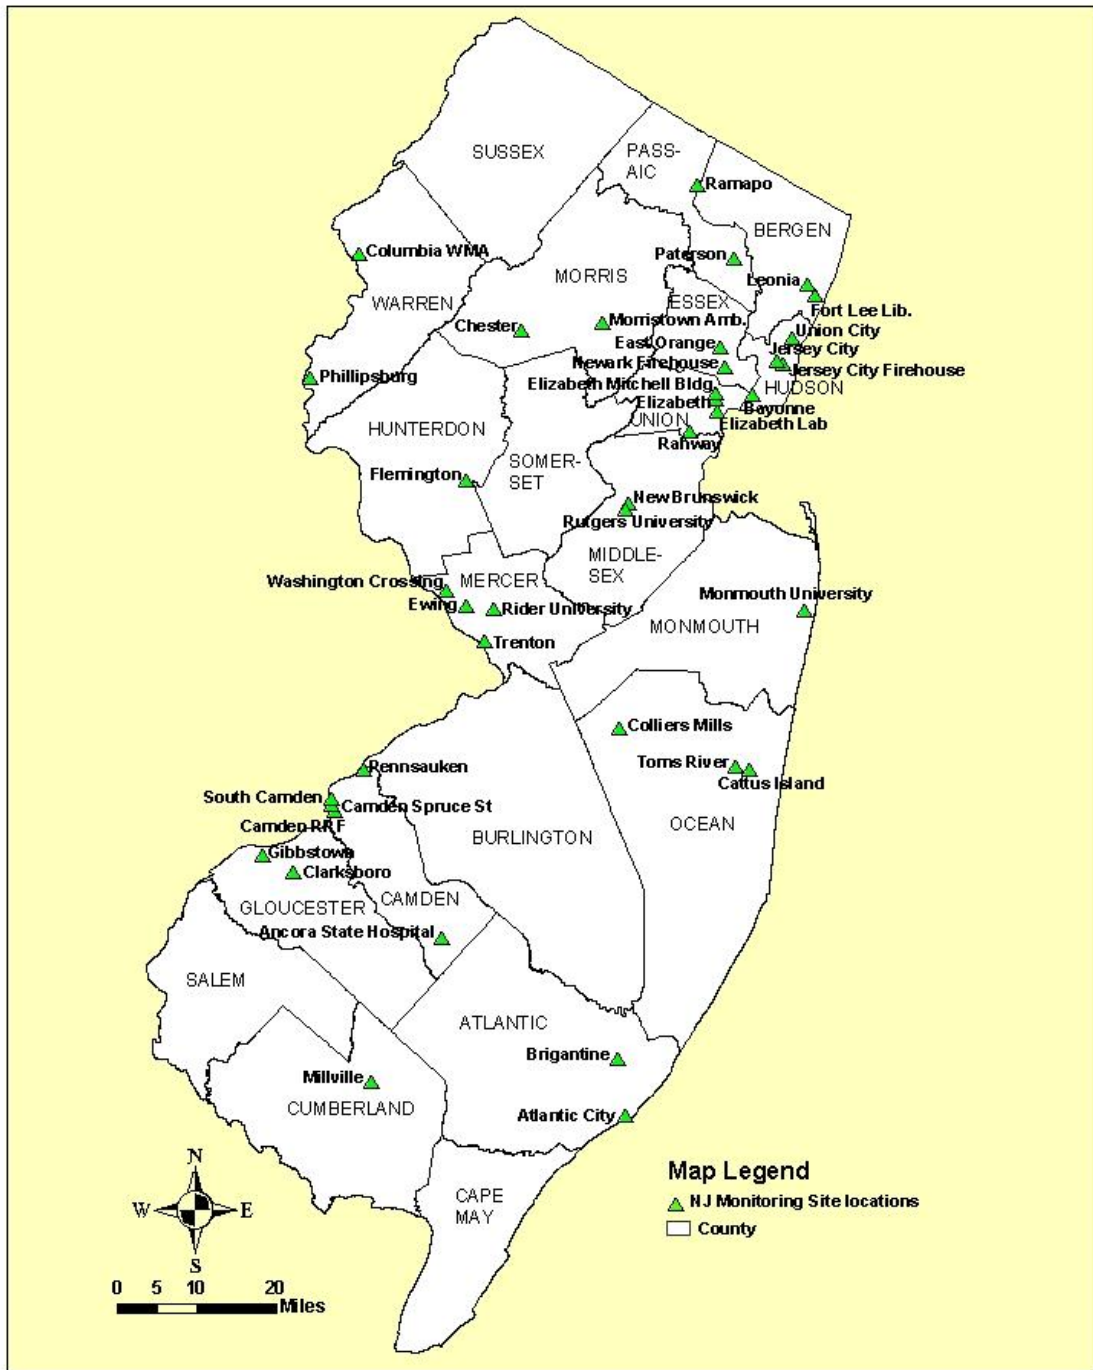 SUSSEX
PASS-
AIC
Ramapo
BERGEN
Columbia WMA
Paterson
MORRIS
Leonia
WARREN
ESSEX
Fort Lee Lib.
Chester
Morristown Amb.
Union City
East Orange
Jersey City
Newark Firehouse
Jersey City Firehouse
Phillipsburg
Elizabeth Mitchell Bldg.
HUDSON
Elizabeth
Bayonne
UNION
Elizabeth Lab
HUNTERDON
Rahway
SOMER-
SET
Flemington
New Brunswick
Rutgers University
MIDDLE-
SEX
Washington Crossing
MERCER
Monmouth University
Ewing
Rider University
MONMOUTH
Trenton
Colliers Mills
Toms River
Cattus Island
Pennsauken
South Camden
Camden Spruce St
Camden RRF
BURLINGTON
OCEAN
Gibbstown
Clarksboro
CAMDEN
GLOUCESTER
Ancora State Hospital
SALEM
ATLANTIC
Brigantine
Millville
CUMBERLAND
Atlantic City
CAPE
MAY
Map Legend
NJ Monitoring Site locations
County
N
W
E
S
0 5 10 20
Miles